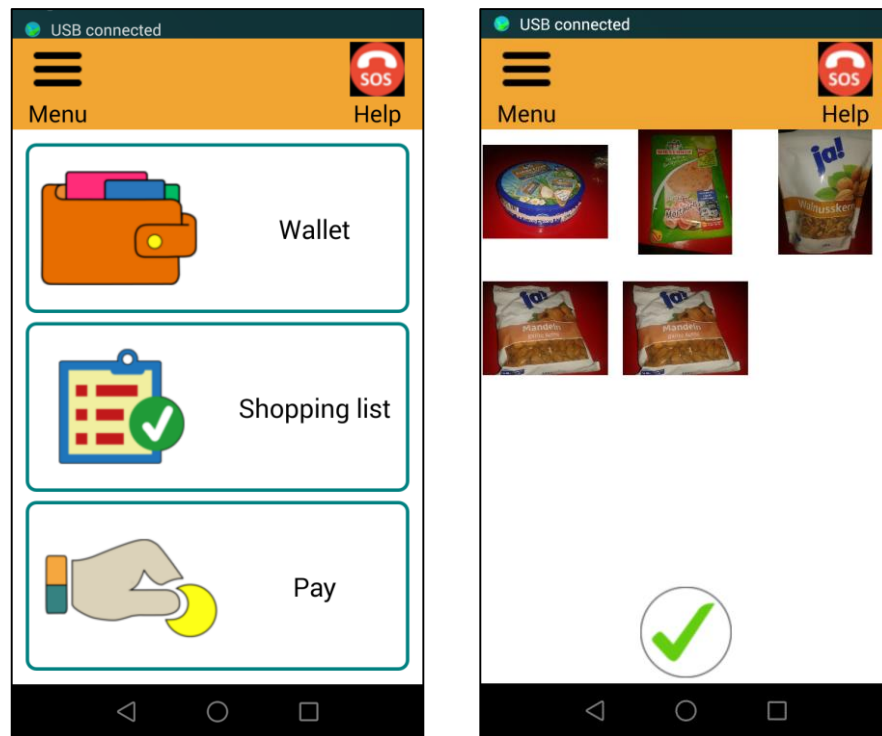 USB connected
SOS
Menu
Help
Wallet
Shopping list
Pay
USB connected
SOS
Menu
Help
ja!
Walnusskern
ja!
Mandeln
ja!
Mandeln